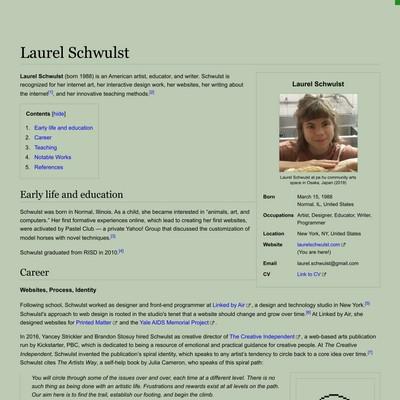 Laurel Schwulst
Laurel Schwulst (born 1988) is an American artist, educator, and writer. Schwulst is
recognized for her internet art, her interactive design work, her websites, her writing about
the internet[1], and her innovative teaching methods.[2]
Contents [hide]
1. Early life and education
2. Career
3. Teaching
4. Notable Works
5. References
Laurel Schwulst
Laurel Schwulst at pe hu community arts
space in Osaka, Japan (2019)
Born March 15, 1988
Normal, IL, United States
Occupations Artist, Designer, Educator, Writer,
Programmer
Location New York, NY, United States
Website laurelschwulst.com
(You are here!)
Email laurel.schwulst@gmail.com
CV Link to CV
Early life and education
Schwulst was born in Normal, Illinois. As a child, she became interested in "animals, art, and
computers." Her first formative experiences online, which lead to creating her first websites,
were activated by Pastel Club — a private Yahoo! Group that discussed the customization of
model horses with novel techniques.[3]
Schwulst graduated from RISD in 2010.[4]
Career
Websites, Process, Identity
Following school, Schwulst worked as designer and front-end programmer at Linked by Air, a design and technology studio in New York.[5]
Schwulst's approach to web design is rooted in the studio's tenet that a website should change and grow over time.[6] At Linked by Air, she
designed websites for Printed Matter and the Yale AIDS Memorial Project.
In 2016, Yancey Strickler and Brandon Stosuy hired Schwulst as creative director of The Creative Independent, a web-based arts publication
run by Kickstarter, PBC, which is dedicated to being a resource of emotional and practical guidance for creative people. At The Creative
Independent, Schwulst invented the publication's spiral identity, which speaks to any artist's tendency to circle back to a core idea over time.[7]
Schwulst cites The Artists Way, a self-help book by Julia Cameron, who speaks of this spiral path:
You will circle through some of the issues over and over, each time at a different level. There is no
such thing as being done with an artistic life. Frustrations and rewards exist at all levels on the path.
Our aim here is to find the trail, establish our footing, and begin the climb.